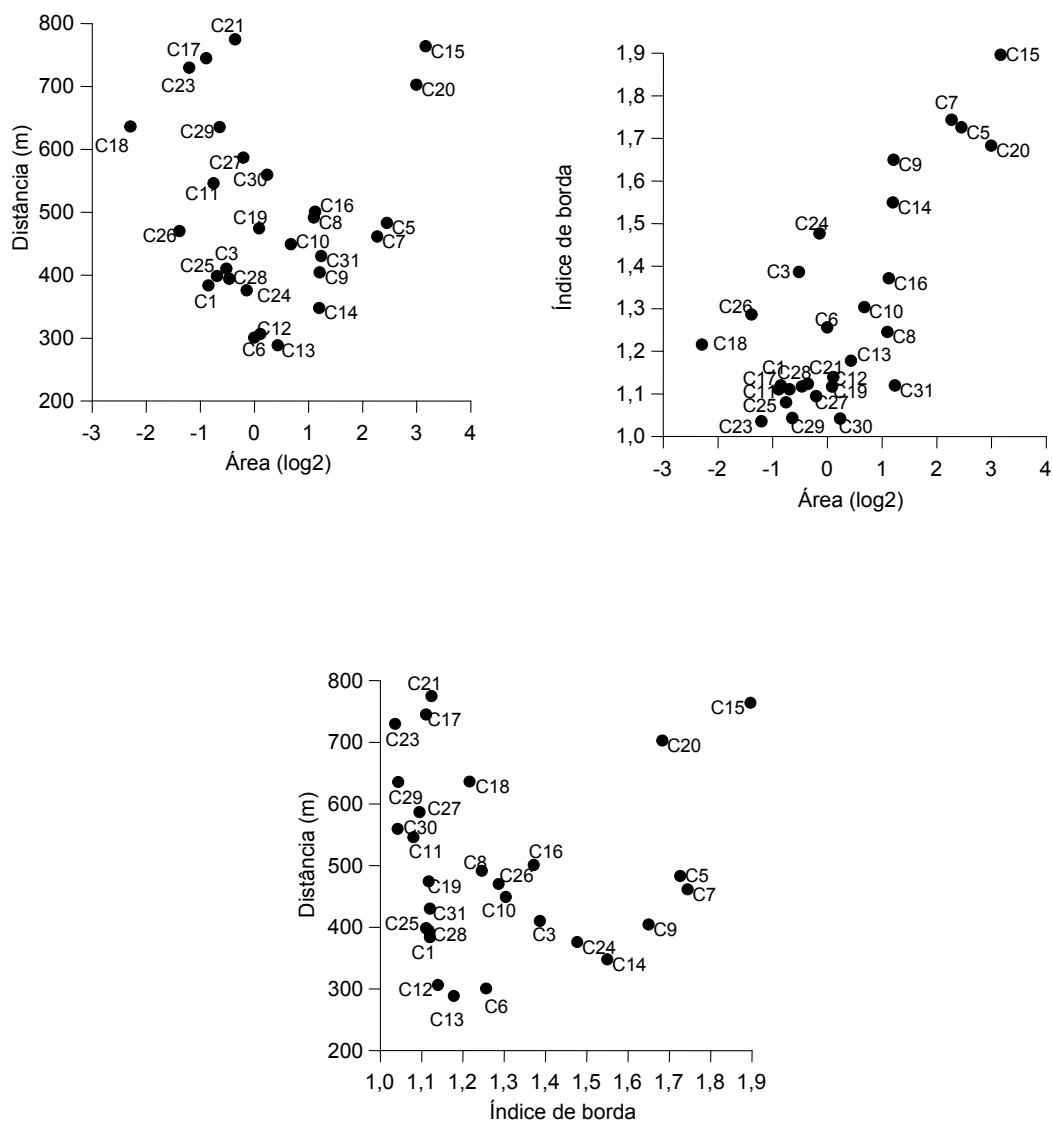 800
700
600
500
400
300
200
Distância (m)
C21
C17
C23
C15
C20
C18
C29
C27
C30
C11
C16
C8
C5
C7
C19
C26
C10
C31
C3
C25
C28
C9
C1
C24
C14
C12
C6
C13
-3 -2 -1 0 1 2 3 4
Área (log2)
1,9
1,8
1,7
1,6
1,5
1,4
1,3
1,2
1,1
1,0
Índice de borda
C15
C7
C5
C20
C9
C14
C24
C3
C16
C26
C10
C6
C8
C18
C13
C1
C28
C21
C17
C12
C11
C19
C31
C25
C27
C23
C29
C30
-3 -2 -1 0 1 2 3 4
Área (log2)
800
700
600
500
400
300
200
Distância (m)
C21
C17
C23
C15
C20
C18
C29
C27
C30
C11
C16
C8
C26
C5
C19
C7
C10
C31
C25
C3
C9
C28
C1
C24
C14
C12
C6
C13
1,0 1,1 1,2 1,3 1,4 1,5 1,6 1,7 1,8 1,9
Índice de borda